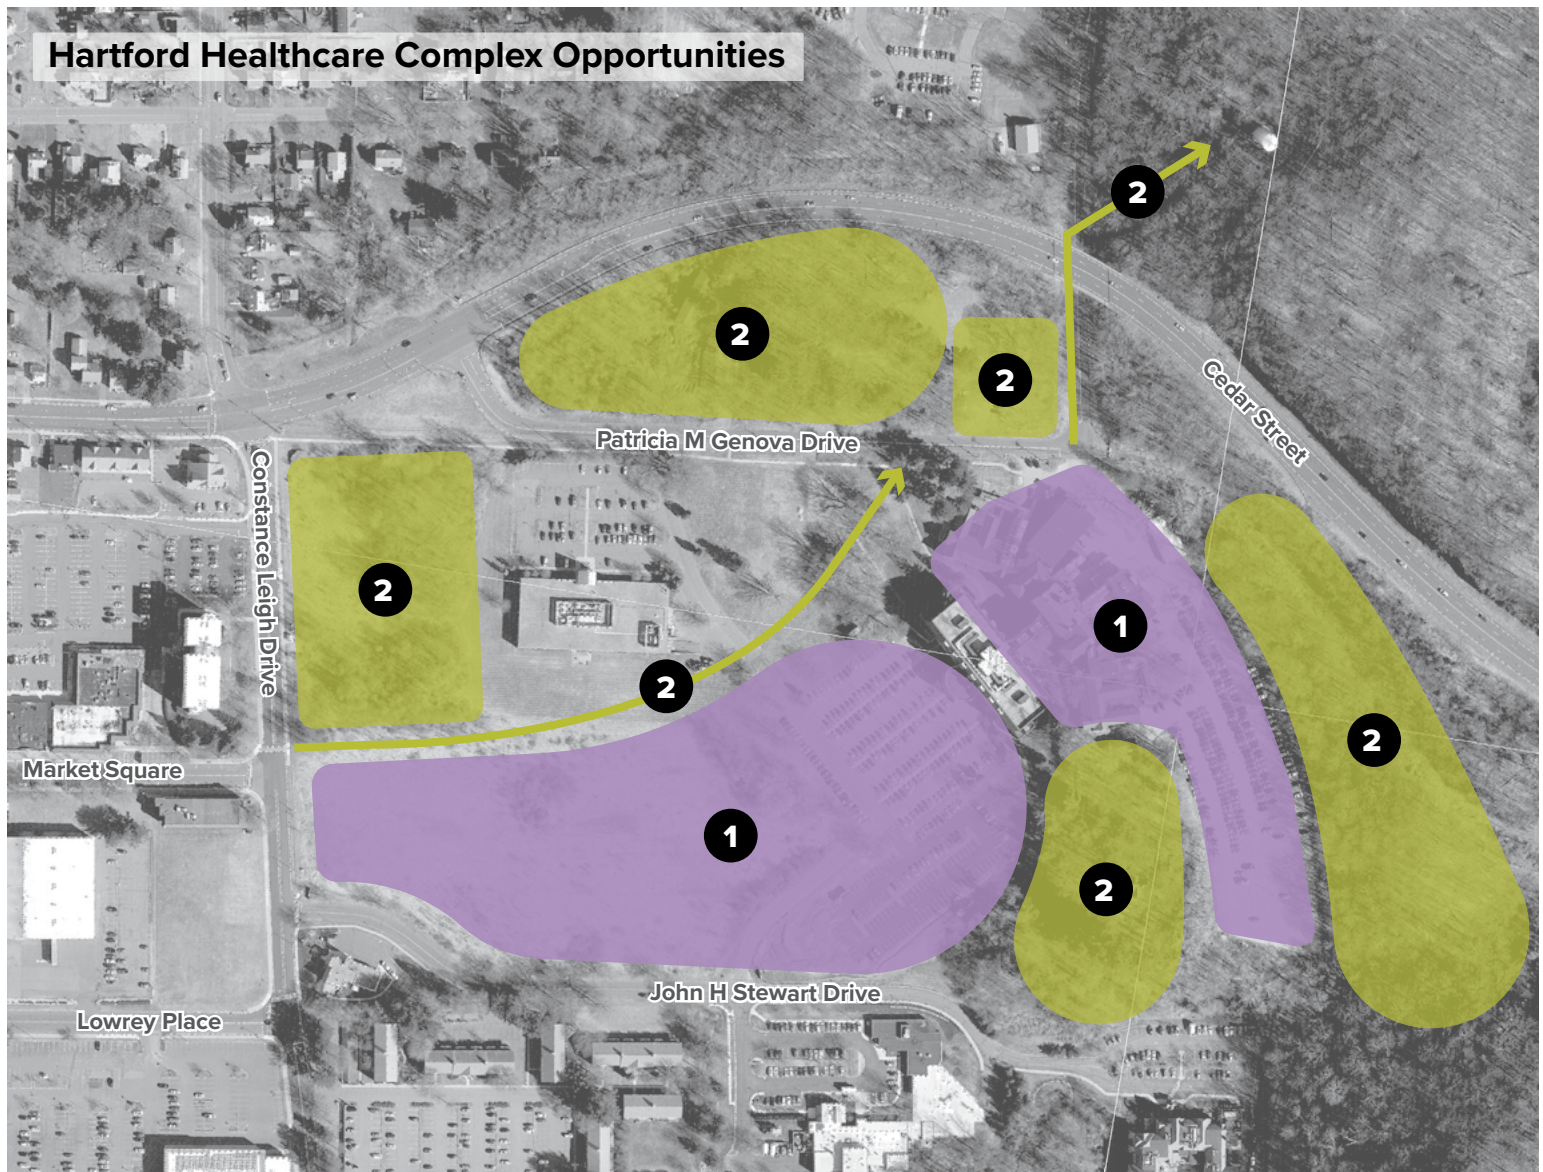 Hartford Healthcare Complex Opportunities
2
2
2
Cedar Street
Patricia M Genova Drive
Constance Leigh Drive
2
1
2
2
Market Square
1
2
John H Stewart Drive
Lowrey Place